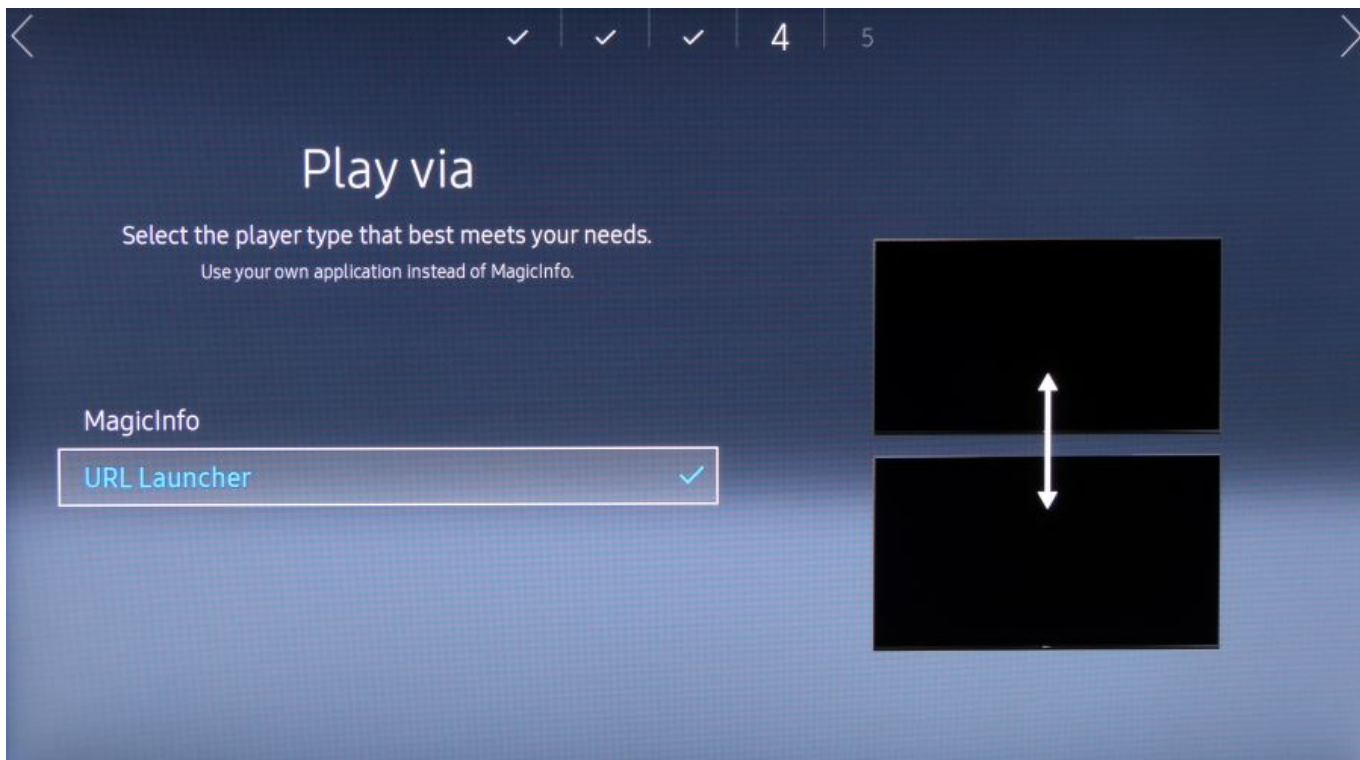 4
5
Play via
Select the player type that best meets your needs.
Use your own application instead of MagicInfo.
MagicInfo
URL Launcher